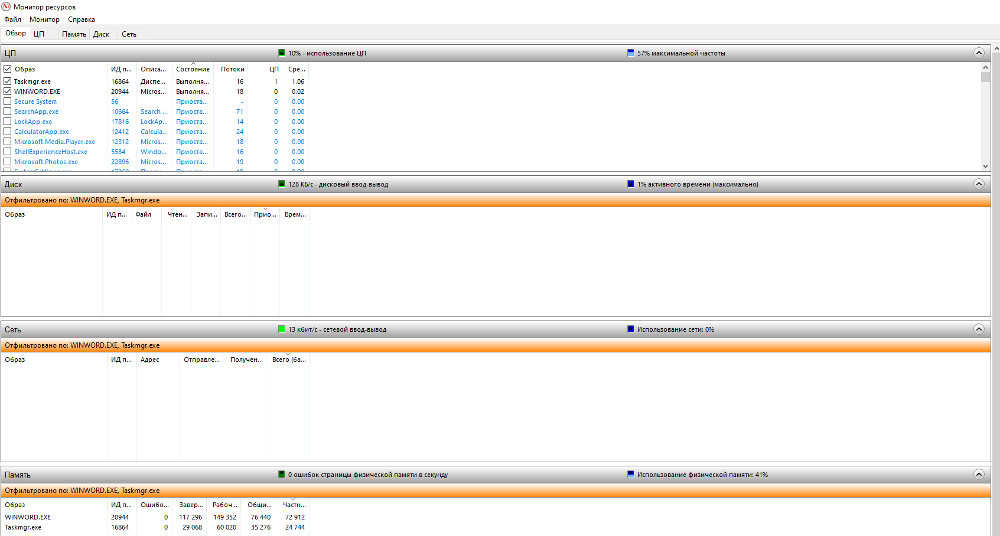 Монитор ресурсов
Файл Монитор Справка
Обзор ЦП Память Диск Сеть
ЦП 10% - использование ЦП 57% максимальной частоты
Образ ИД п... Описа... Состояние Потоки ЦП Сре...
Taskmgr.exe 16864 Диспе... Выполня... 16 1 1.06
WINWORD.EXE 20944 Micros... Выполня... 18 0 0.02
Secure System 56 Приоста... - 0 0.00
SearchApp.exe 10664 Search ... Приоста... 71 0 0.00
LockApp.exe 17816 LockAp... Приоста... 14 0 0.00
CalculatorApp.exe 12412 Calcula... Приоста... 24 0 0.00
Microsoft.Media.Player.exe 12312 Micros... Приоста... 18 0 0.00
ShellExperienceHost.exe 5584 Windo... Приоста... 16 0 0.00
Microsoft.Photos.exe 22896 Micros... Приоста... 19 0 0.00
Диск 128 КБ/с - дисковый ввод-вывод 1% активного времени (максимально)
Отфильтровано по: WINWORD.EXE, Taskmgr.exe
Образ ИД п... Файл Чтен... Запи... Всего... Прио... Врем...
Сеть 13 кбит/с - сетевой ввод-вывод Использование сети: 0%
Отфильтровано по: WINWORD.EXE, Taskmgr.exe
Образ ИД п... Адрес Отправле... Получен... Всего (ба...
Память 0 ошибок страницы физической памяти в секунду Использование физической памяти: 41%
Отфильтровано по: WINWORD.EXE, Taskmgr.exe
Образ ИД п... Ошибо... Завер... Рабоч... Общи... Частн...
WINWORD.EXE 20944 0 117 296 149 352 76 440 72 912
Taskmgr.exe 16864 0 29 068 60 020 35 276 24 744